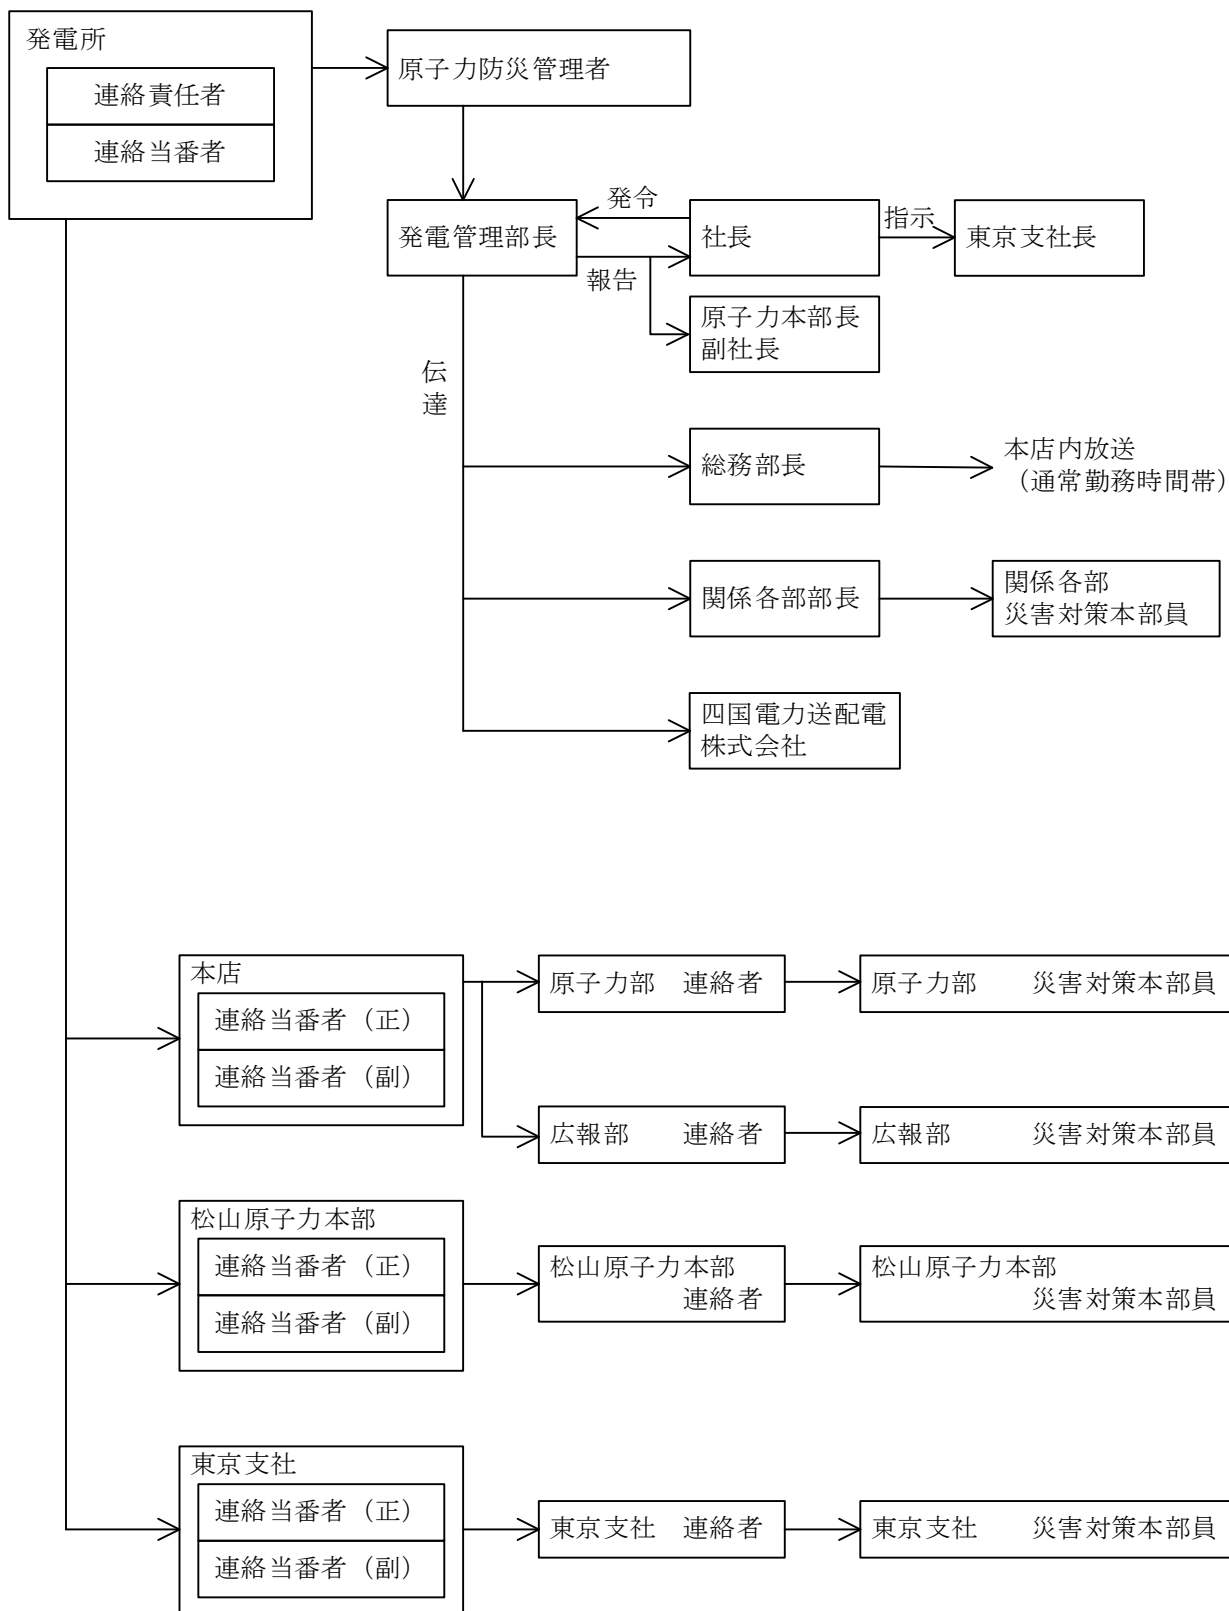 発電所
連絡責任者
連絡当番者
原子力防災管理者
発電管理部長
発令
報告
社長
指示
東京支社長
原子力本部長
副社長
伝
達
総務部長
本店内放送
（通常勤務時間帯）
関係各部部長
関係各部
災害対策本部員
四国電力送配電
株式会社
本店
連絡当番者（正）
連絡当番者（副）
原子力部　連絡者
原子力部　　災害対策本部員
広報部　　連絡者
広報部　　　災害対策本部員
松山原子力本部
連絡当番者（正）
連絡当番者（副）
松山原子力本部
連絡者
松山原子力本部
災害対策本部員
東京支社
連絡当番者（正）
連絡当番者（副）
東京支社　連絡者
東京支社　　災害対策本部員